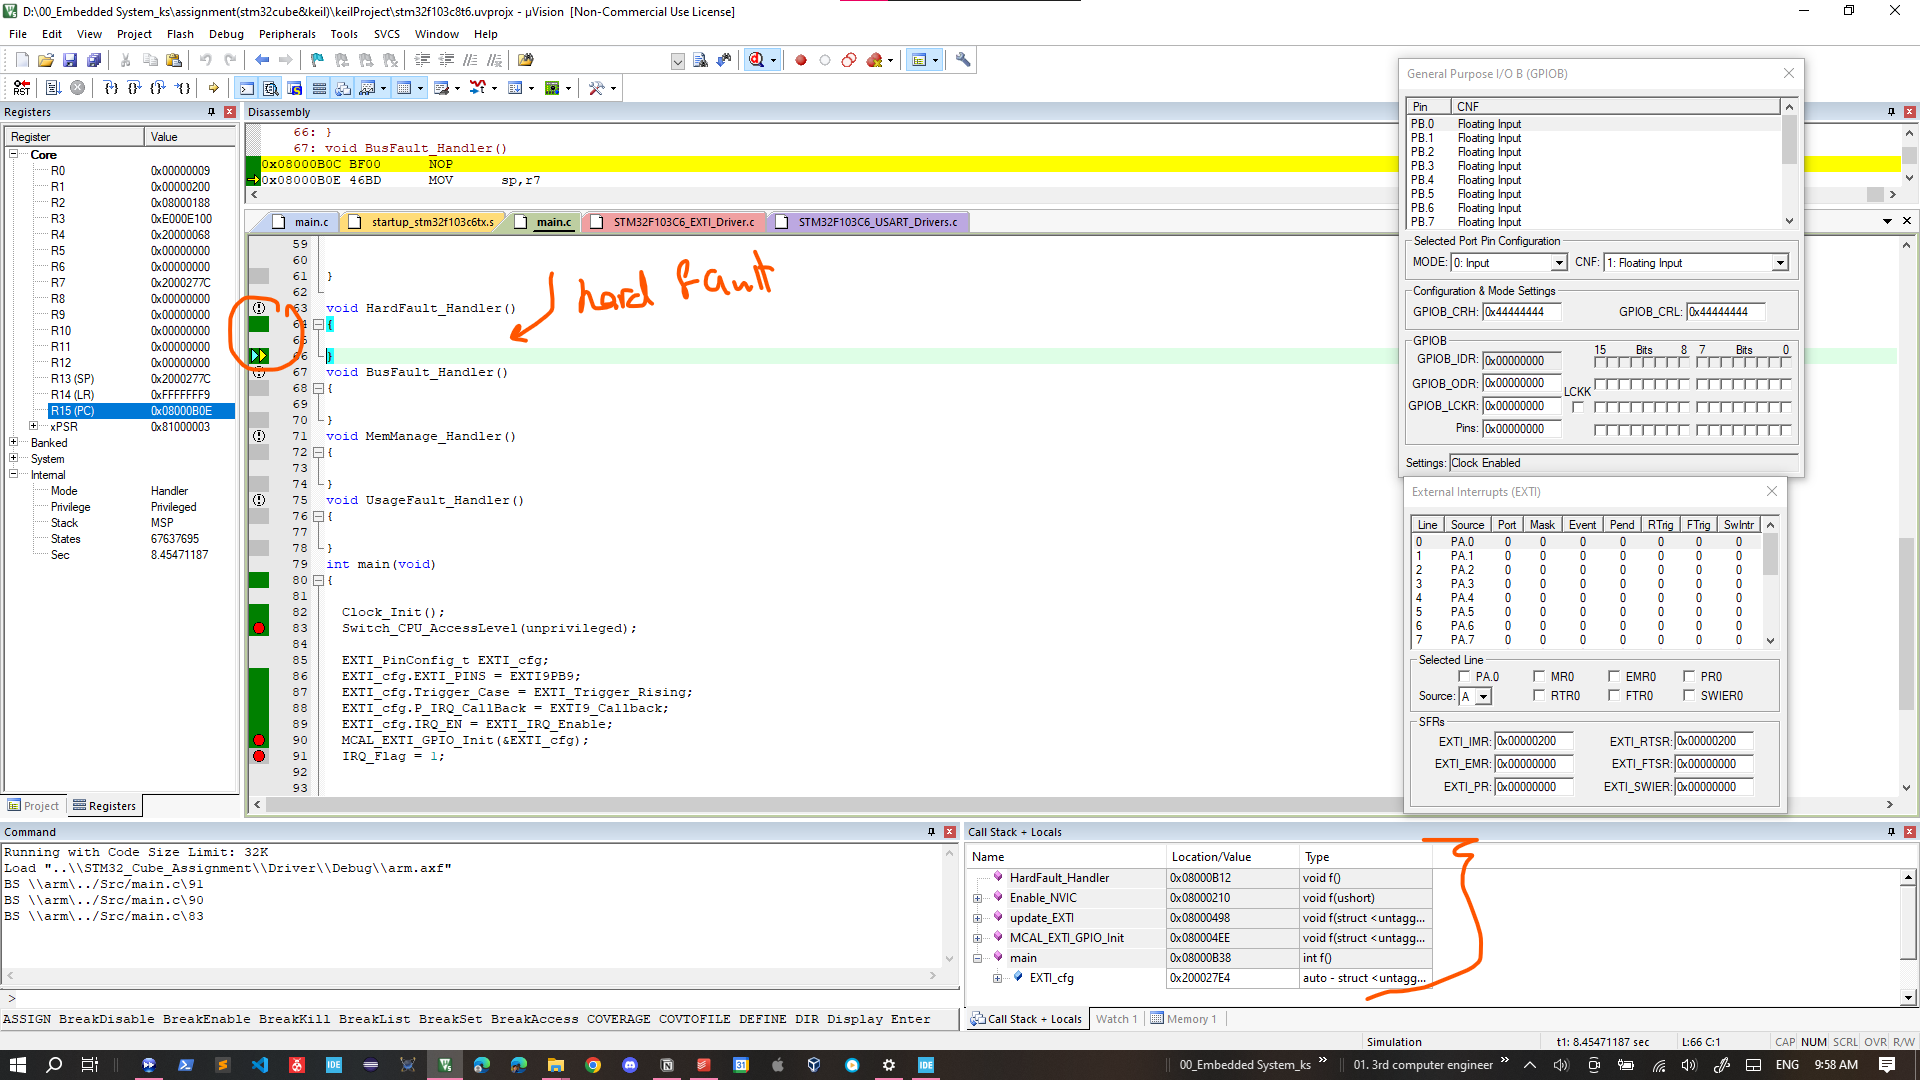 D:\00_Embedded System_ks\assignment(stm32cube&keil)\keilProject\stm32f103c8t6.uvprojx - µVision [Non-Commercial Use License]
File Edit View Project Flash Debug Peripherals Tools SVCS Window Help
Registers
Register Value
Core
R0 0x00000009
R1 0x00000200
R2 0x08000188
R3 0xE000E100
R4 0x20000068
R5 0x00000000
R6 0x00000000
R7 0x2000277C
R8 0x00000000
R9 0x00000000
R10 0x00000000
R11 0x00000000
R12 0x00000000
R13 (SP) 0x2000277C
R14 (LR) 0xFFFFFFF9
R15 (PC) 0x08000B0E
xPSR 0x81000003
Banked
System
Internal
Mode Handler
Privilege Privileged
Stack MSP
States 67637695
Sec 8.45471187
Project Registers
Disassembly
66: }
67: void BusFault_Handler()
0x08000B0C BF00 NOP
0x08000B0E 46BD MOV sp,r7
main.c startup_stm32f103c6tx.s main.c STM32F103C6_EXTI_Driver.c STM32F103C6_USART_Drivers.c
59
60
61 }
62
63 void HardFault_Handler()
64 {
65
66 }
67 void BusFault_Handler()
68 {
69
70 }
71 void MemManage_Handler()
72 {
73
74 }
75 void UsageFault_Handler()
76 {
77
78 }
79 int main(void)
80 {
81
82 Clock_Init();
83 Switch_CPU_AccessLevel(unprivileged);
84
85 EXTI_PinConfig_t EXTI_cfg;
86 EXTI_cfg.EXTI_PINS = EXTI9PB9;
87 EXTI_cfg.Trigger_Case = EXTI_Trigger_Rising;
88 EXTI_cfg.P_IRQ_CallBack = EXTI9_Callback;
89 EXTI_cfg.IRQ_EN = EXTI_IRQ_Enable;
90 MCAL_EXTI_GPIO_Init(&EXTI_cfg);
91 IRQ_Flag = 1;
92
93
hard fault
General Purpose I/O B (GPIOB)
Pin CNF
PB.0 Floating Input
PB.1 Floating Input
PB.2 Floating Input
PB.3 Floating Input
PB.4 Floating Input
PB.5 Floating Input
PB.6 Floating Input
PB.7 Floating Input
Selected Port Pin Configuration
MODE: 0: Input CNF: 1: Floating Input
Configuration & Mode Settings
GPIOB_CRH: 0x44444444 GPIOB_CRL: 0x44444444
GPIOB
15 Bits 8 7 Bits 0
GPIOB_IDR: 0x00000000
GPIOB_ODR: 0x00000000
LCKK
GPIOB_LCKR: 0x00000000
Pins: 0x00000000
Settings: Clock Enabled
External Interrupts (EXTI)
Line Source Port Mask Event Pend RTrig FTrig SwIntr
0 PA.0 0 0 0 0 0 0 0
1 PA.1 0 0 0 0 0 0 0
2 PA.2 0 0 0 0 0 0 0
3 PA.3 0 0 0 0 0 0 0
4 PA.4 0 0 0 0 0 0 0
5 PA.5 0 0 0 0 0 0 0
6 PA.6 0 0 0 0 0 0 0
7 PA.7 0 0 0 0 0 0 0
Selected Line
PA.0 MR0 EMR0 PR0
Source: A RTR0 FTR0 SWIER0
SFRs
EXTI_IMR: 0x00000200 EXTI_RTSR: 0x00000200
EXTI_EMR: 0x00000000 EXTI_FTSR: 0x00000000
EXTI_PR: 0x00000000 EXTI_SWIER: 0x00000000
Command
Running with Code Size Limit: 32K
Load "..\\STM32_Cube_Assignment\\Driver\\Debug\\arm.axf"
BS \\arm\../Src/main.c\91
BS \\arm\../Src/main.c\90
BS \\arm\../Src/main.c\83
>
ASSIGN BreakDisable BreakEnable BreakKill BreakList BreakSet BreakAccess COVERAGE COVTOFILE DEFINE DIR Display Enter
Call Stack + Locals
Name Location/Value Type
HardFault_Handler 0x08000B12 void f()
Enable_NVIC 0x08000210 void f(ushort)
update_EXTI 0x08000498 void f(struct <untagg...
MCAL_EXTI_GPIO_Init 0x080004EE void f(struct <untagg...
main 0x08000B38 int f()
EXTI_cfg 0x200027E4 auto - struct <untagg...
Call Stack + Locals Watch 1 Memory 1
Simulation t1: 8.45471187 sec L:66 C:1 CAP NUM SCRL OVR R/W
00_Embedded System_ks 01. 3rd computer engineer ENG 9:58 AM